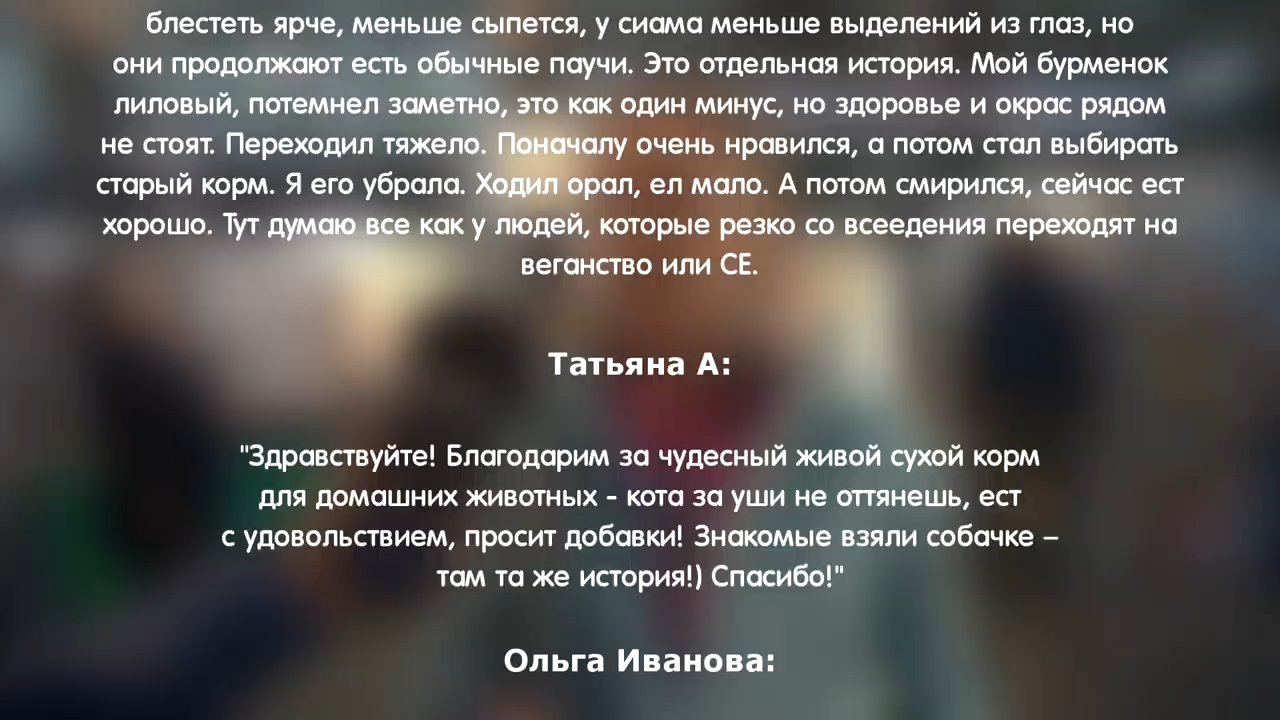 блестеть ярче, меньше сыпется, у сиама меньше выделений из глаз, но
они продолжают есть обычные паучи. Это отдельная история. Мой бурменок
лиловый, потемнел заметно, это как один минус, но здоровье и окрас рядом
не стоят. Переходил тяжело. Поначалу очень нравился, а потом стал выбирать
старый корм. Я его убрала. Ходил орал, ел мало. А потом смирился, сейчас ест
хорошо. Тут думаю все как у людей, которые резко со всеедения переходят на
веганство или СЕ.
Татьяна А:
"Здравствуйте! Благодарим за чудесный живой сухой корм
для домашних животных - кота за уши не оттянешь, ест
с удовольствием, просит добавки! Знакомые взяли собачке –
там та же история!) Спасибо!"
Ольга Иванова: